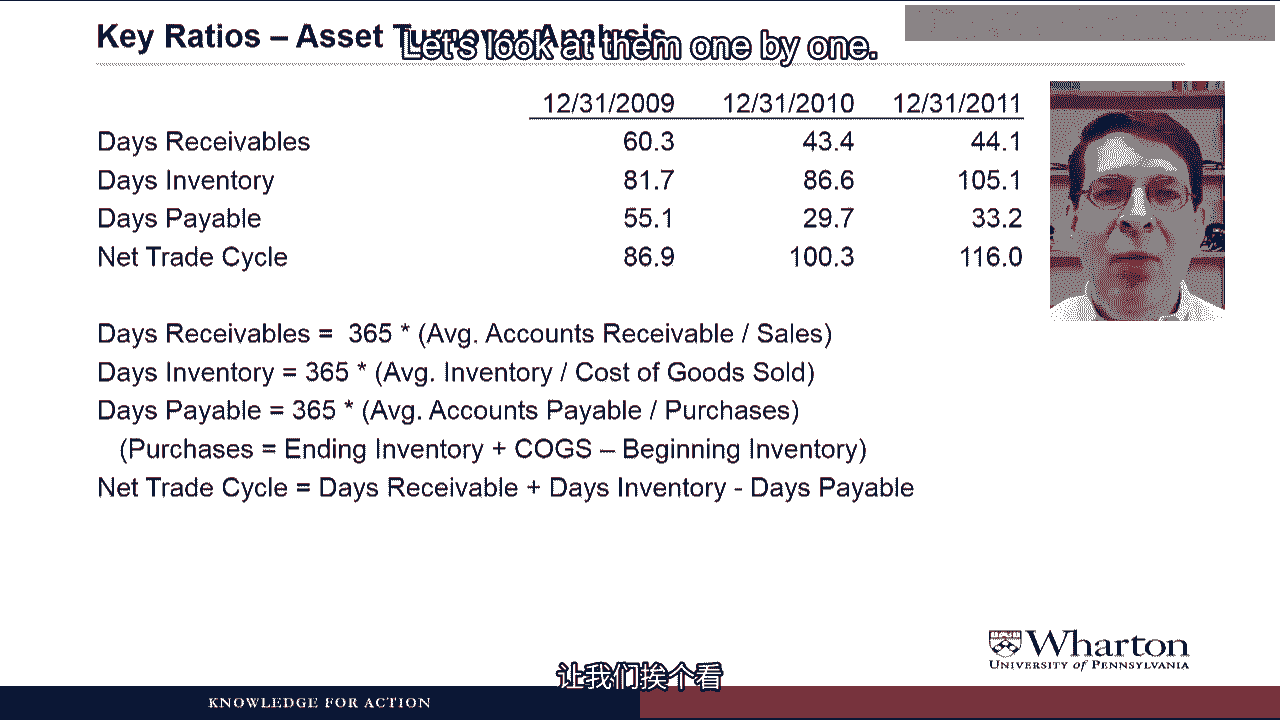 Key Ratios – Asset Turnover Analysis
Let's look at them one by one.
12/31/2009 12/31/2010 12/31/2011
Days Receivables 60.3 43.4 44.1
Days Inventory 81.7 86.6 105.1
Days Payable 55.1 29.7 33.2
Net Trade Cycle 86.9 100.3 116.0
Days Receivables = 365 * (Avg. Accounts Receivable / Sales)
Days Inventory = 365 * (Avg. Inventory / Cost of Goods Sold)
Days Payable = 365 * (Avg. Accounts Payable / Purchases)
(Purchases = Ending Inventory + COGS – Beginning Inventory)
Net Trade Cycle = Days Receivable + Days Inventory - Days Payable
Wharton
UNIVERSITY of PENNSYLVANIA
让我们挨个看
KNOWLEDGE FOR ACTION